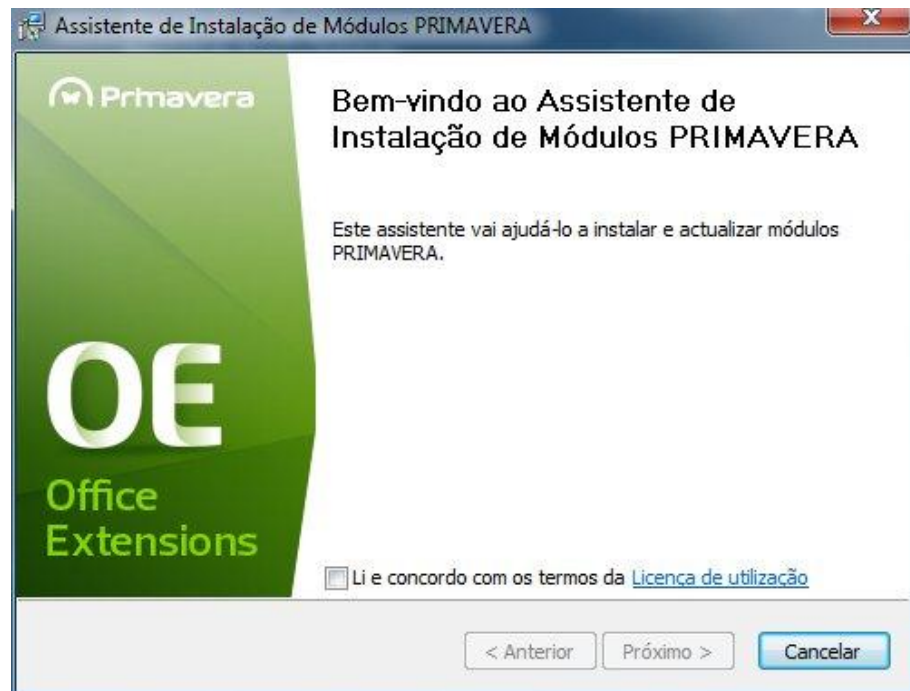 Assistente de Instalação de Módulos PRIMAVERA
Primavera
Bem-vindo ao Assistente de
Instalação de Módulos PRIMAVERA
Este assistente vai ajudá-lo a instalar e actualizar módulos
PRIMAVERA.
OE
Office
Extensions
Li e concordo com os termos da Licença de utilização
< Anterior
Próximo >
Cancelar